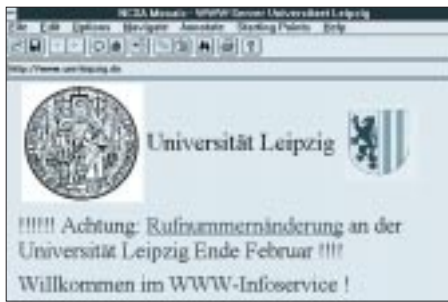 NCSA Mosaic - WWW Server Universitaet Leipzig
File Edit Options Navigate Annotate Starting Points Help
http://www.uni-leipzig.de
Universität Leipzig
!!!!!! Achtung: Rufnummernänderung an der
Universität Leipzig Ende Februar !!!!
Willkommen im WWW-Infoservice !